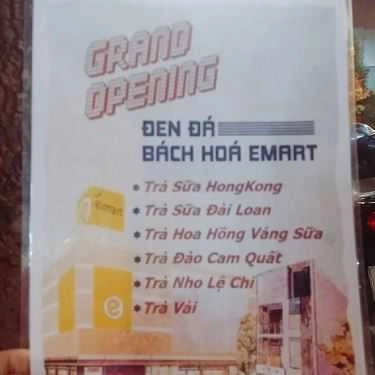 GRAND
OPENING
ĐEN ĐÁ
BÁCH HOÁ EMART
Trà Sữa HongKong
Trà Sữa Đài Loan
Trà Hoa Hồng Váng Sữa
Trà Đào Cam Quất
Trà Nho Lệ Chi
Trà Vải
emart
e